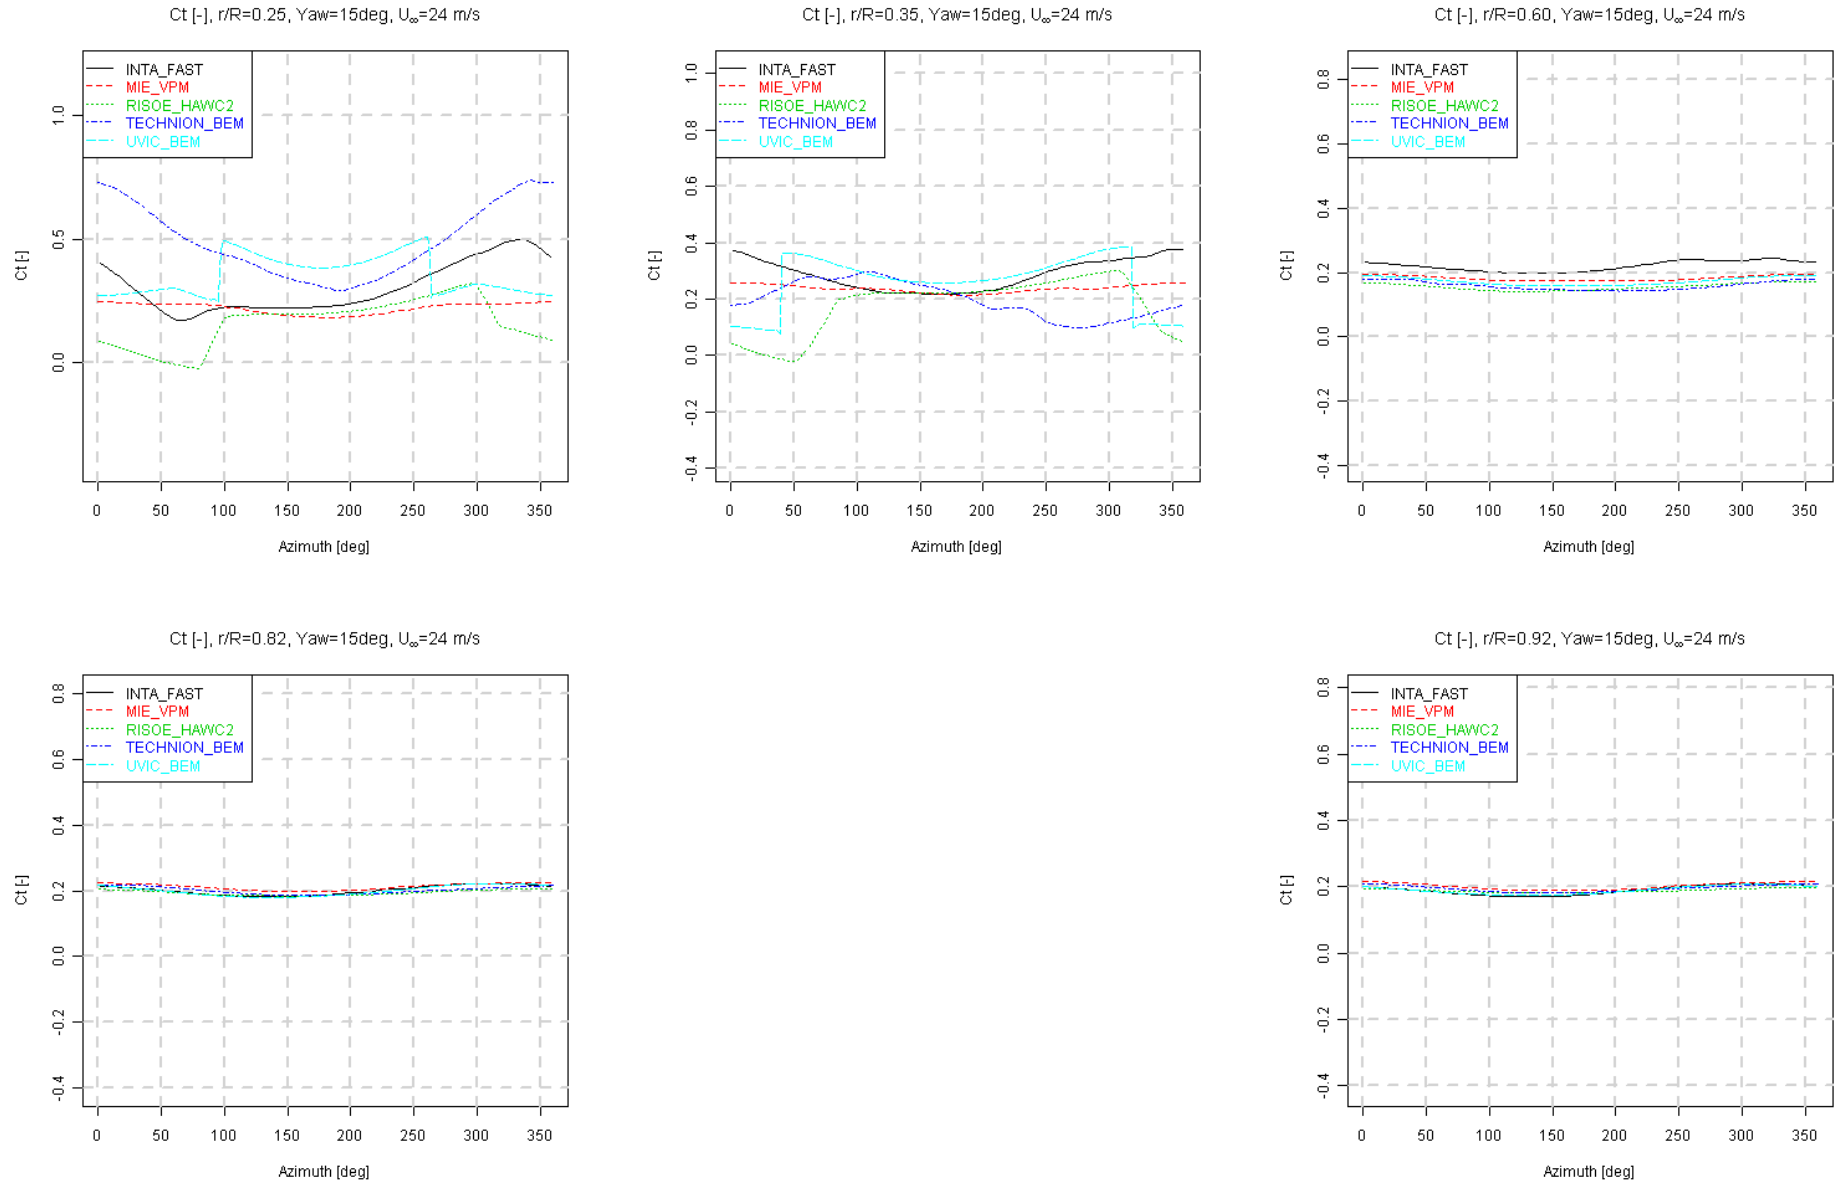 Ct [-], r/R=0.25, Yaw=15deg, U∞=24 m/s
INTA_FAST
MIE_VPM
RISOE_HAWC2
TECHNION_BEM
UVIC_BEM
1.0
0.5
0.0
Ct [-]
0 50 100 150 200 250 300 350
Azimuth [deg]
Ct [-], r/R=0.35, Yaw=15deg, U∞=24 m/s
INTA_FAST
MIE_VPM
RISOE_HAWC2
TECHNION_BEM
UVIC_BEM
1.0
0.8
0.6
0.4
0.2
0.0
-0.2
-0.4
Ct [-]
0 50 100 150 200 250 300 350
Azimuth [deg]
Ct [-], r/R=0.60, Yaw=15deg, U∞=24 m/s
INTA_FAST
MIE_VPM
RISOE_HAWC2
TECHNION_BEM
UVIC_BEM
0.8
0.6
0.4
0.2
0.0
-0.2
-0.4
Ct [-]
0 50 100 150 200 250 300 350
Azimuth [deg]
Ct [-], r/R=0.82, Yaw=15deg, U∞=24 m/s
INTA_FAST
MIE_VPM
RISOE_HAWC2
TECHNION_BEM
UVIC_BEM
0.8
0.6
0.4
0.2
0.0
-0.2
-0.4
Ct [-]
0 50 100 150 200 250 300 350
Azimuth [deg]
Ct [-], r/R=0.92, Yaw=15deg, U∞=24 m/s
INTA_FAST
MIE_VPM
RISOE_HAWC2
TECHNION_BEM
UVIC_BEM
0.8
0.6
0.4
0.2
0.0
-0.2
-0.4
Ct [-]
0 50 100 150 200 250 300 350
Azimuth [deg]